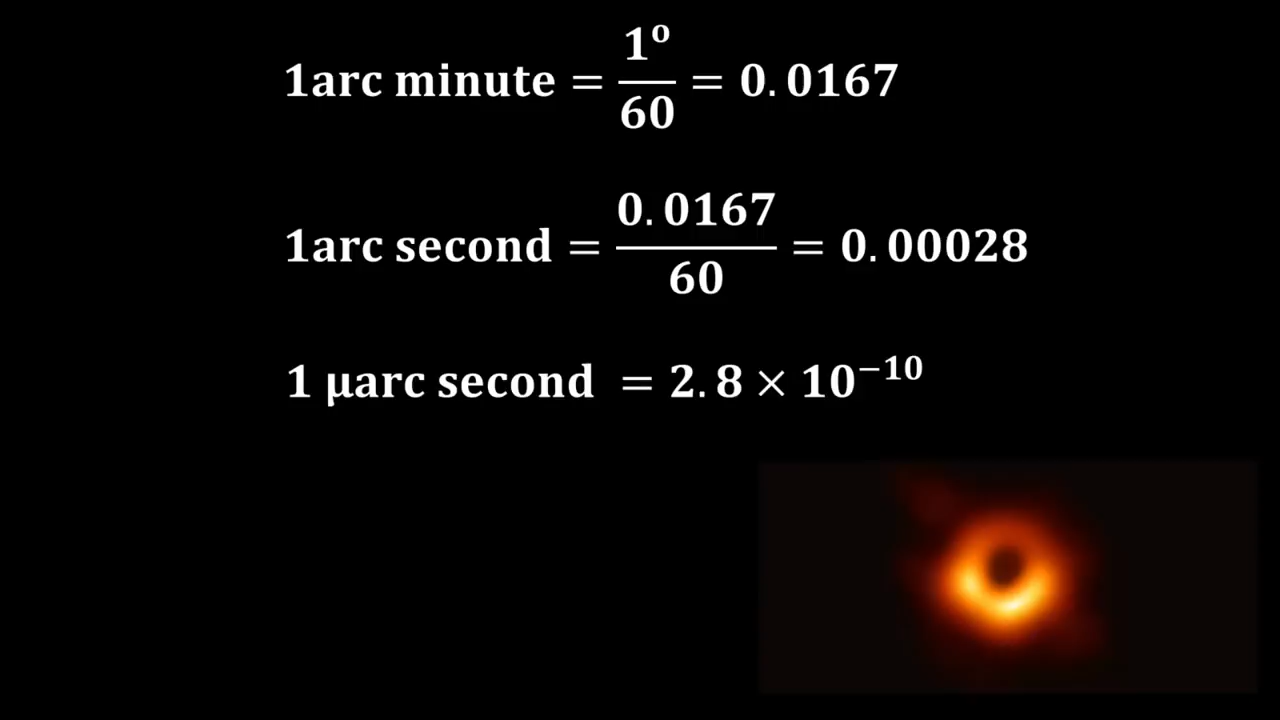 1arc minute = 1º/60 = 0.0167
1arc second = 0.0167/60 = 0.00028
1 μarc second = 2.8 × 10⁻¹⁰